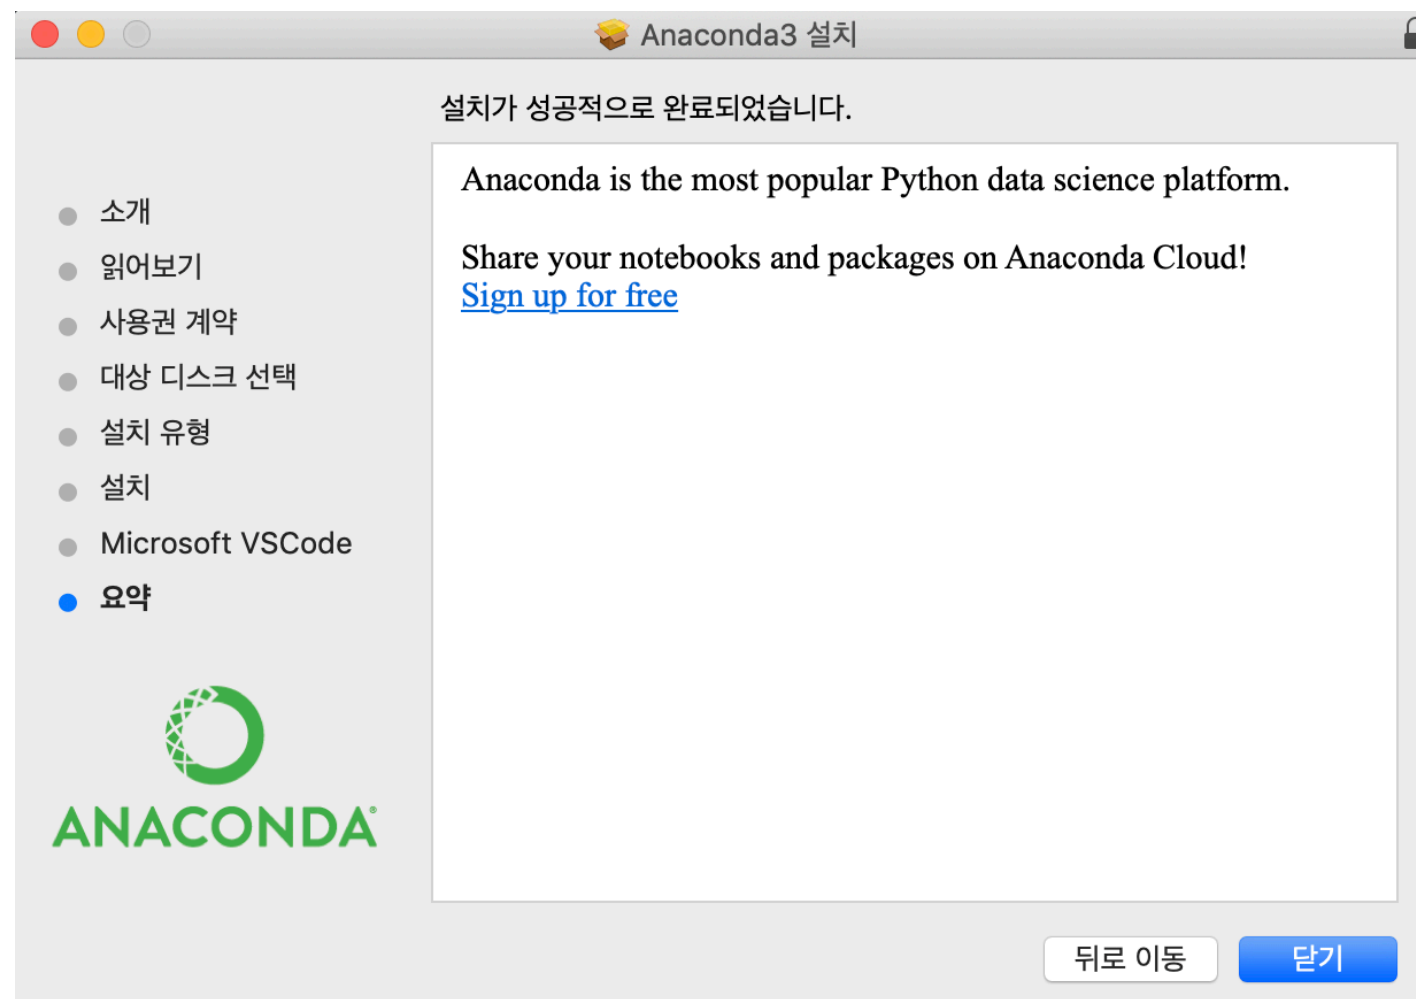 Anaconda3 설치
설치가 성공적으로 완료되었습니다.
소개
읽어보기
사용권 계약
대상 디스크 선택
설치 유형
설치
Microsoft VSCode
요약
ANACONDA®
Anaconda is the most popular Python data science platform.
Share your notebooks and packages on Anaconda Cloud!
Sign up for free
뒤로 이동
닫기